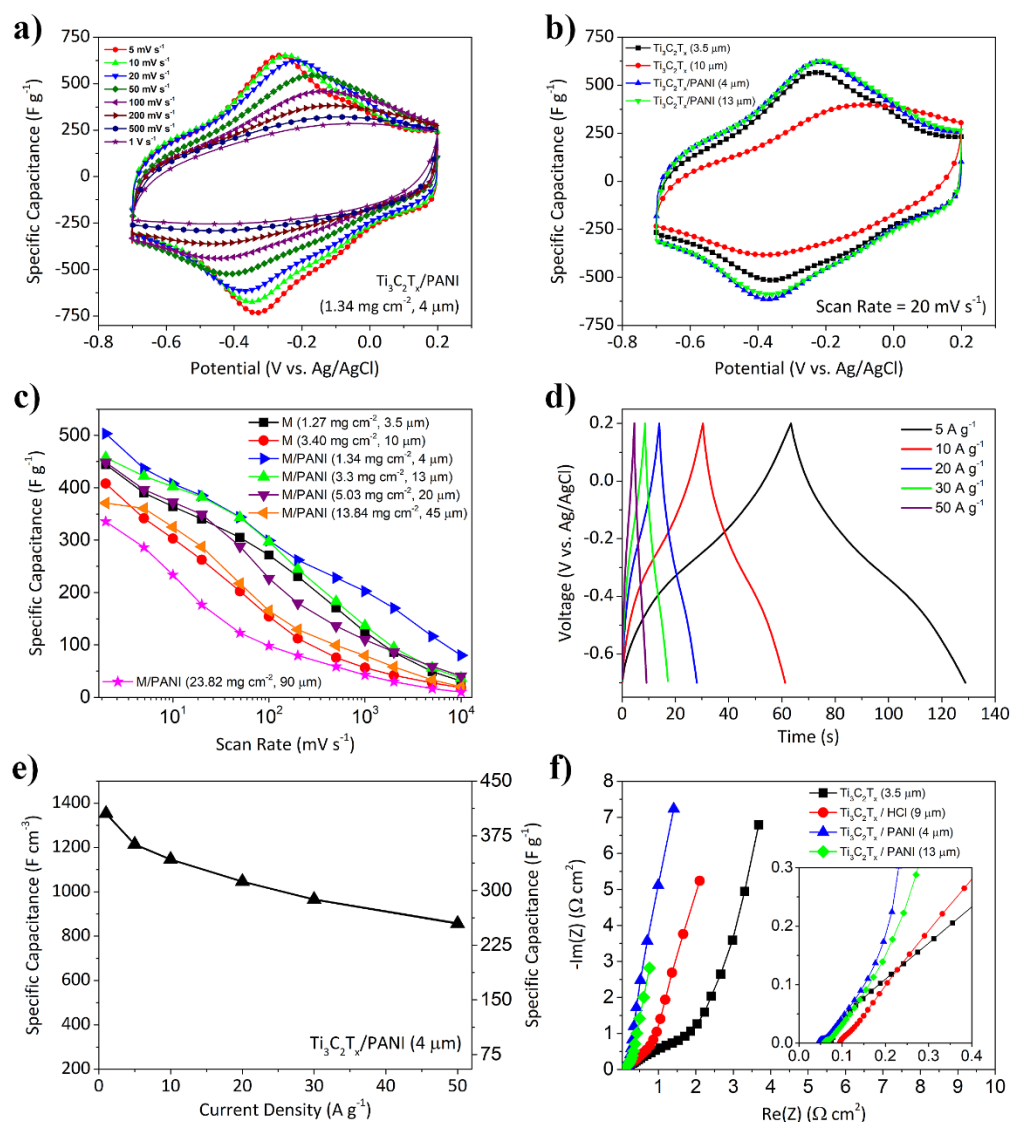 a)
750
500
250
0
-250
-500
-750
Specific Capacitance (F g⁻¹)
5 mV s⁻¹
10 mV s⁻¹
20 mV s⁻¹
50 mV s⁻¹
100 mV s⁻¹
200 mV s⁻¹
500 mV s⁻¹
1 V s⁻¹
Ti₃C₂Tₓ/PANI
(1.34 mg cm⁻², 4 μm)
-0.8 -0.6 -0.4 -0.2 0.0 0.2
Potential (V vs. Ag/AgCl)
b)
750
500
250
0
-250
-500
-750
Specific Capacitance (F g⁻¹)
Ti₃C₂Tₓ (3.5 μm)
Ti₃C₂Tₓ (10 μm)
Ti₃C₂Tₓ/PANI (4 μm)
Ti₃C₂Tₓ/PANI (13 μm)
Scan Rate = 20 mV s⁻¹
-0.8 -0.6 -0.4 -0.2 0.0 0.2
Potential (V vs. Ag/AgCl)
c)
500
400
300
200
100
0
Specific Capacitance (F g⁻¹)
M (1.27 mg cm⁻², 3.5 μm)
M (3.40 mg cm⁻², 10 μm)
M/PANI (1.34 mg cm⁻², 4 μm)
M/PANI (3.3 mg cm⁻², 13 μm)
M/PANI (5.03 mg cm⁻², 20 μm)
M/PANI (13.84 mg cm⁻², 45 μm)
M/PANI (23.82 mg cm⁻², 90 μm)
10¹ 10² 10³ 10⁴
Scan Rate (mV s⁻¹)
d)
0.2
0.0
-0.2
-0.4
-0.6
Voltage (V vs. Ag/AgCl)
5 A g⁻¹
10 A g⁻¹
20 A g⁻¹
30 A g⁻¹
50 A g⁻¹
0 20 40 60 80 100 120 140
Time (s)
e)
1400
1200
1000
800
600
400
200
Specific Capacitance (F cm⁻³)
450
375
300
225
150
75
Specific Capacitance (F g⁻¹)
Ti₃C₂Tₓ/PANI (4 μm)
0 10 20 30 40 50
Current Density (A g⁻¹)
f)
8
7
6
5
4
3
2
1
0
-Im(Z) (Ω cm²)
Ti₃C₂Tₓ (3.5 μm)
Ti₃C₂Tₓ / HCl (9 μm)
Ti₃C₂Tₓ / PANI (4 μm)
Ti₃C₂Tₓ / PANI (13 μm)
0.3
0.2
0.1
0.0
0.0 0.1 0.2 0.3 0.4
1 2 3 4 5 6 7 8 9 10
Re(Z) (Ω cm²)